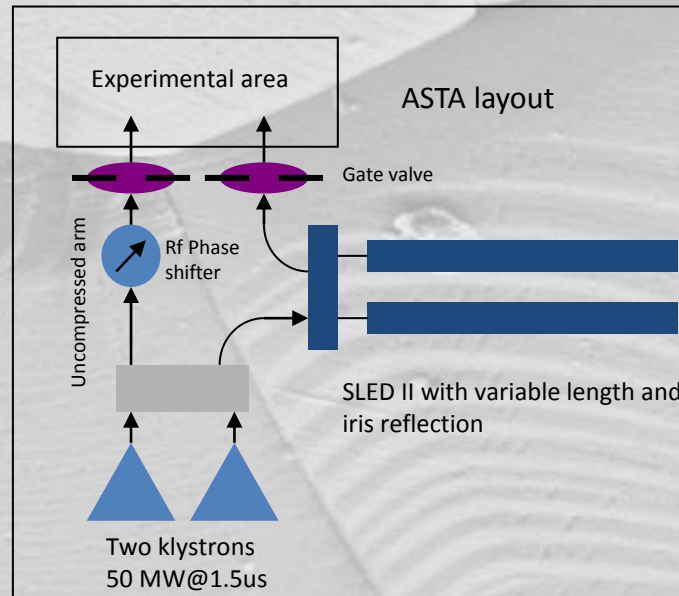 Experimental area
ASTA layout
Gate valve
Uncompressed arm
Rf Phase
shifter
SLED II with variable length and
iris reflection
Two klystrons
50 MW@1.5us